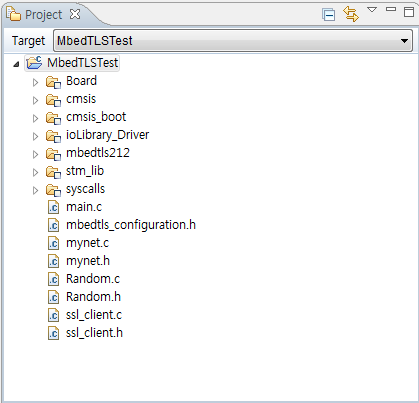 Project
Target MbedTLSTest
MbedTLSTest
Board
cmsis
cmsis_boot
ioLibrary_Driver
mbedtls212
stm_lib
syscalls
main.c
mbedtls_configuration.h
mynet.c
mynet.h
Random.c
Random.h
ssl_client.c
ssl_client.h